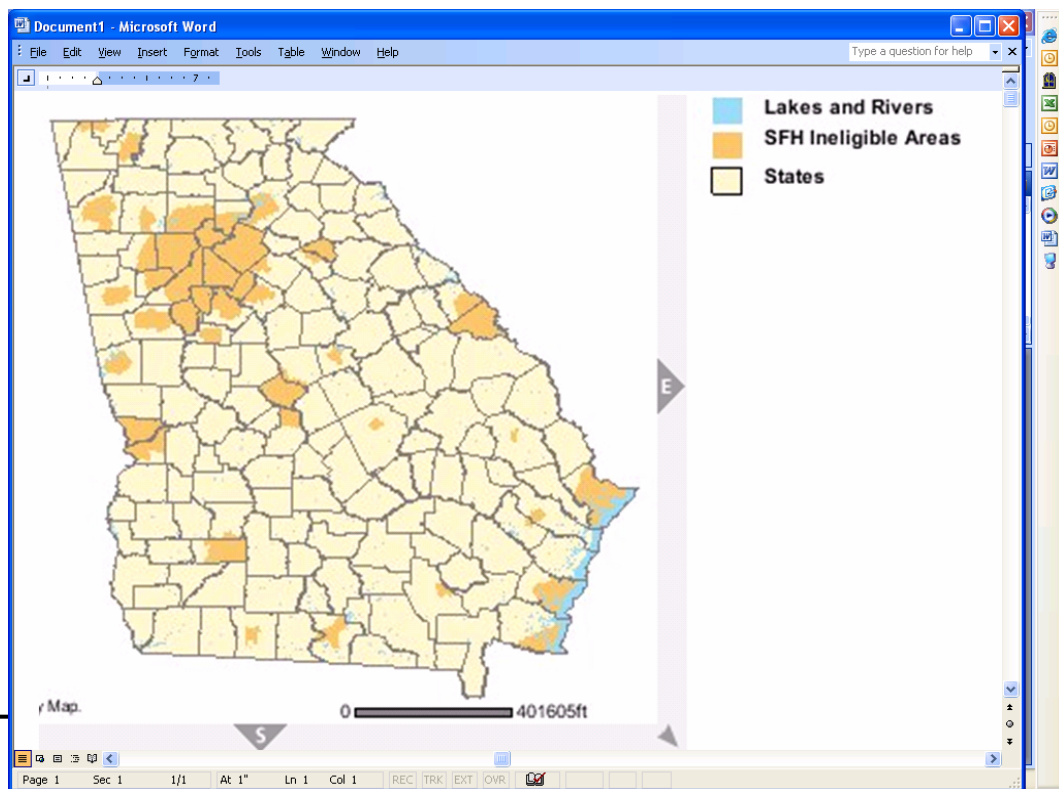 Document1 - Microsoft Word
File Edit View Insert Format Tools Table Window Help
Type a question for help
7
Lakes and Rivers
SFH Ineligible Areas
States
E
y Map.
0 401605ft
S
Page 1 Sec 1 1/1 At 1" Ln 1 Col 1 REC TRK EXT OVR